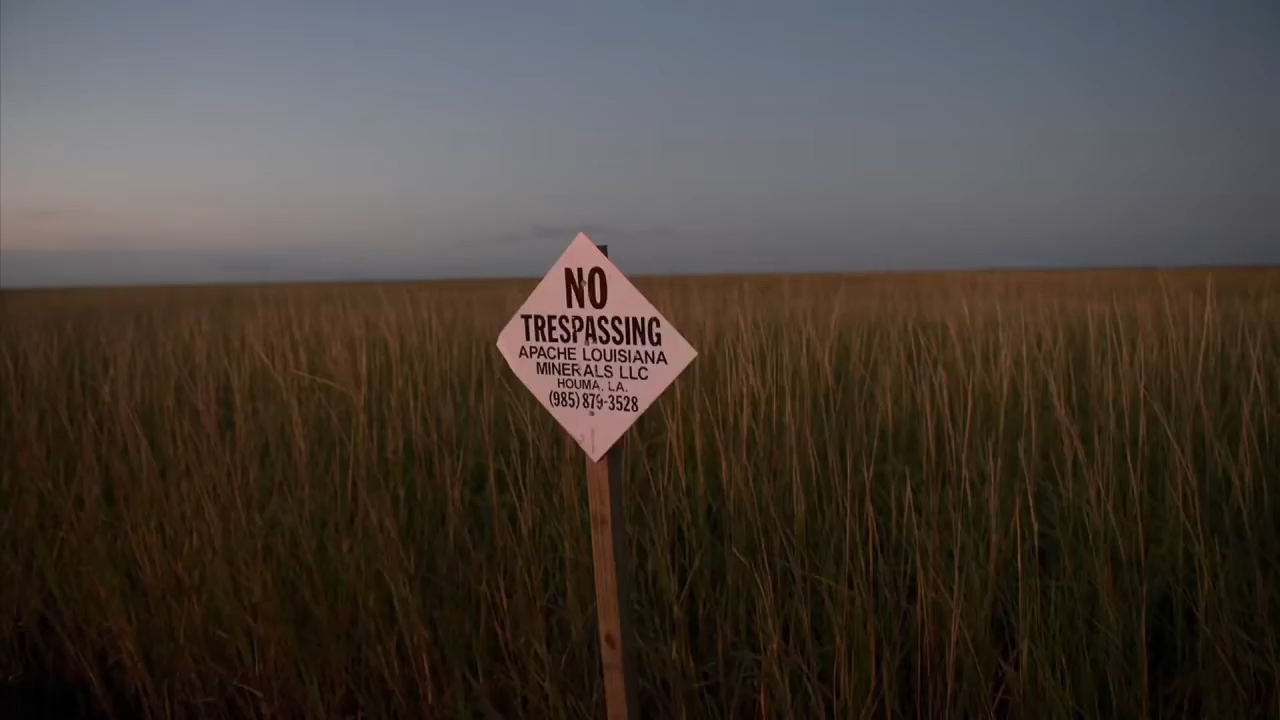 NO
TRESPASSING
APACHE LOUISIANA
MINERALS LLC
HOUMA, LA.
(985) 879-3528